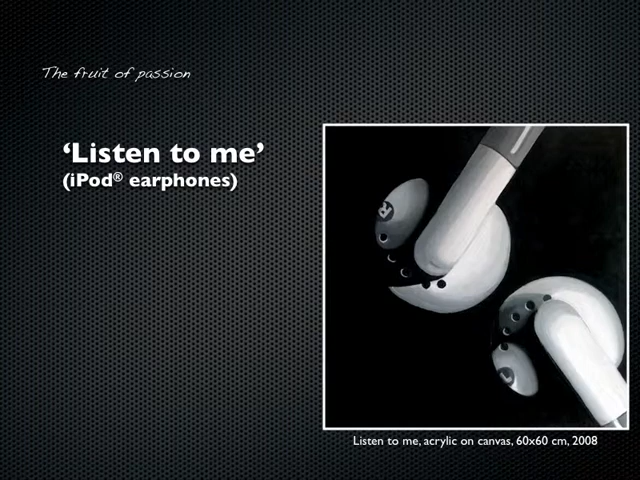 The fruit of passion
‘Listen to me’
(iPod® earphones)
R
L
Listen to me, acrylic on canvas, 60x60 cm, 2008